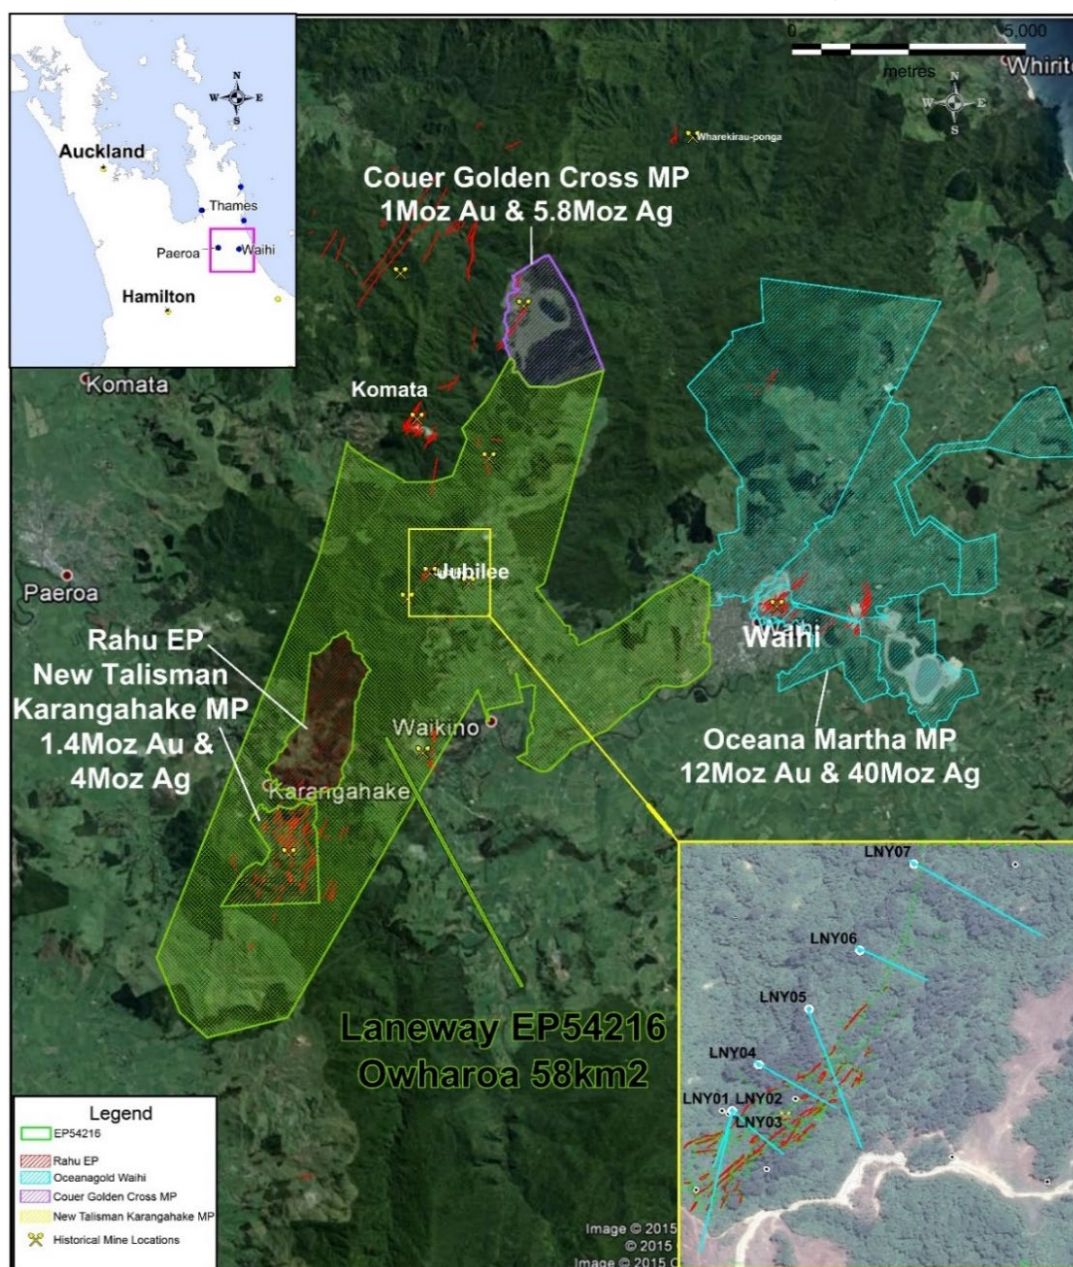 0
5,000
metres
Whirito
N
W
E
S
N
W
E
S
Auckland
Thames
Paeroa
Waihi
Hamilton
Wharekirau-ponga
Couer Golden Cross MP
1Moz Au & 5.8Moz Ag
Komata
Komata
Jubilee
Paeroa
Rahu EP
New Talisman
Karangahake MP
1.4Moz Au &
4Moz Ag
Waikino
Waihi
Karangahake
Oceana Martha MP
12Moz Au & 40Moz Ag
Laneway EP54216
Owharoa 58km2
LNY07
LNY06
LNY05
LNY04
LNY01
LNY02
LNY03
Legend
EP54216
Rahu EP
Oceanagold Waihi
Couer Golden Cross MP
New Talisman Karangahake MP
Historical Mine Locations
Image © 2015
© 2015
Image © 2015